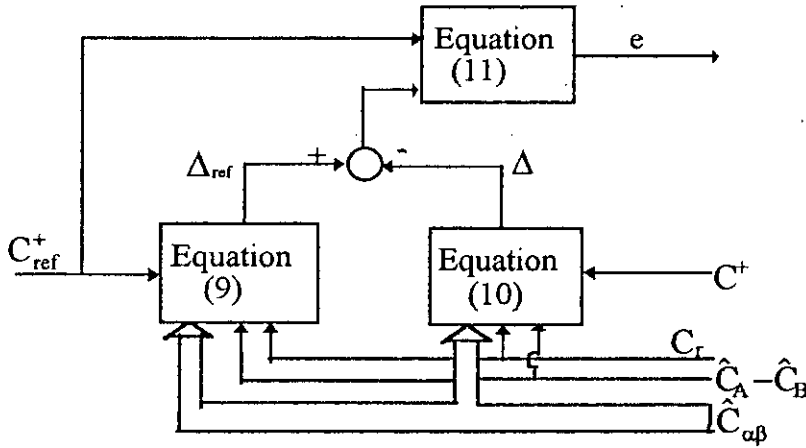 Equation
(11)
e
Δref
+
-
Δ
C⁺ref
Equation
(9)
Equation
(10)
C⁺
Cr
ĈA − ĈB
Ĉαβ